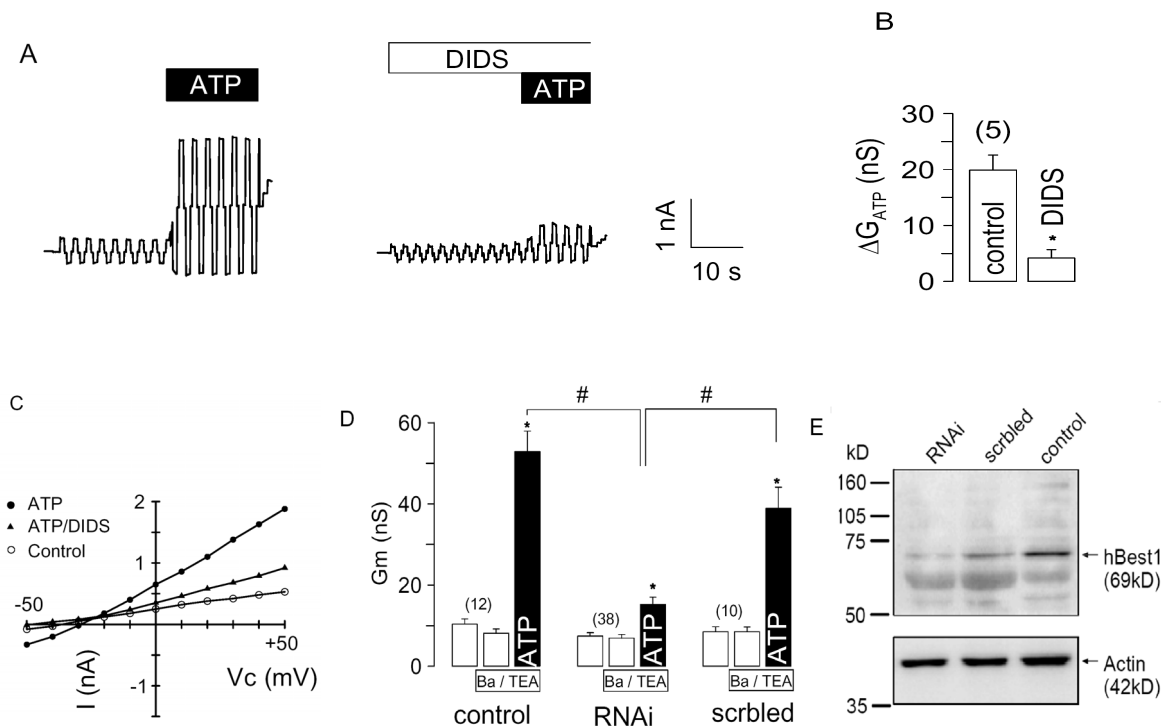 A
ATP
DIDS
ATP
1 nA
10 s
B
ΔG_ATP (nS)
30
20
10
0
(5)
control
* DIDS
C
ATP
ATP/DIDS
Control
2
1
-1
-50
+50
I (nA)
Vc (mV)
D
Gm (nS)
60
40
20
0
#
#
(12)
*
ATP
Ba / TEA
control
(38)
*
ATP
Ba / TEA
RNAi
(10)
*
ATP
Ba / TEA
scrbled
E
kD
RNAi
scrbled
control
160
105
75
50
35
hBest1
(69kD)
Actin
(42kD)